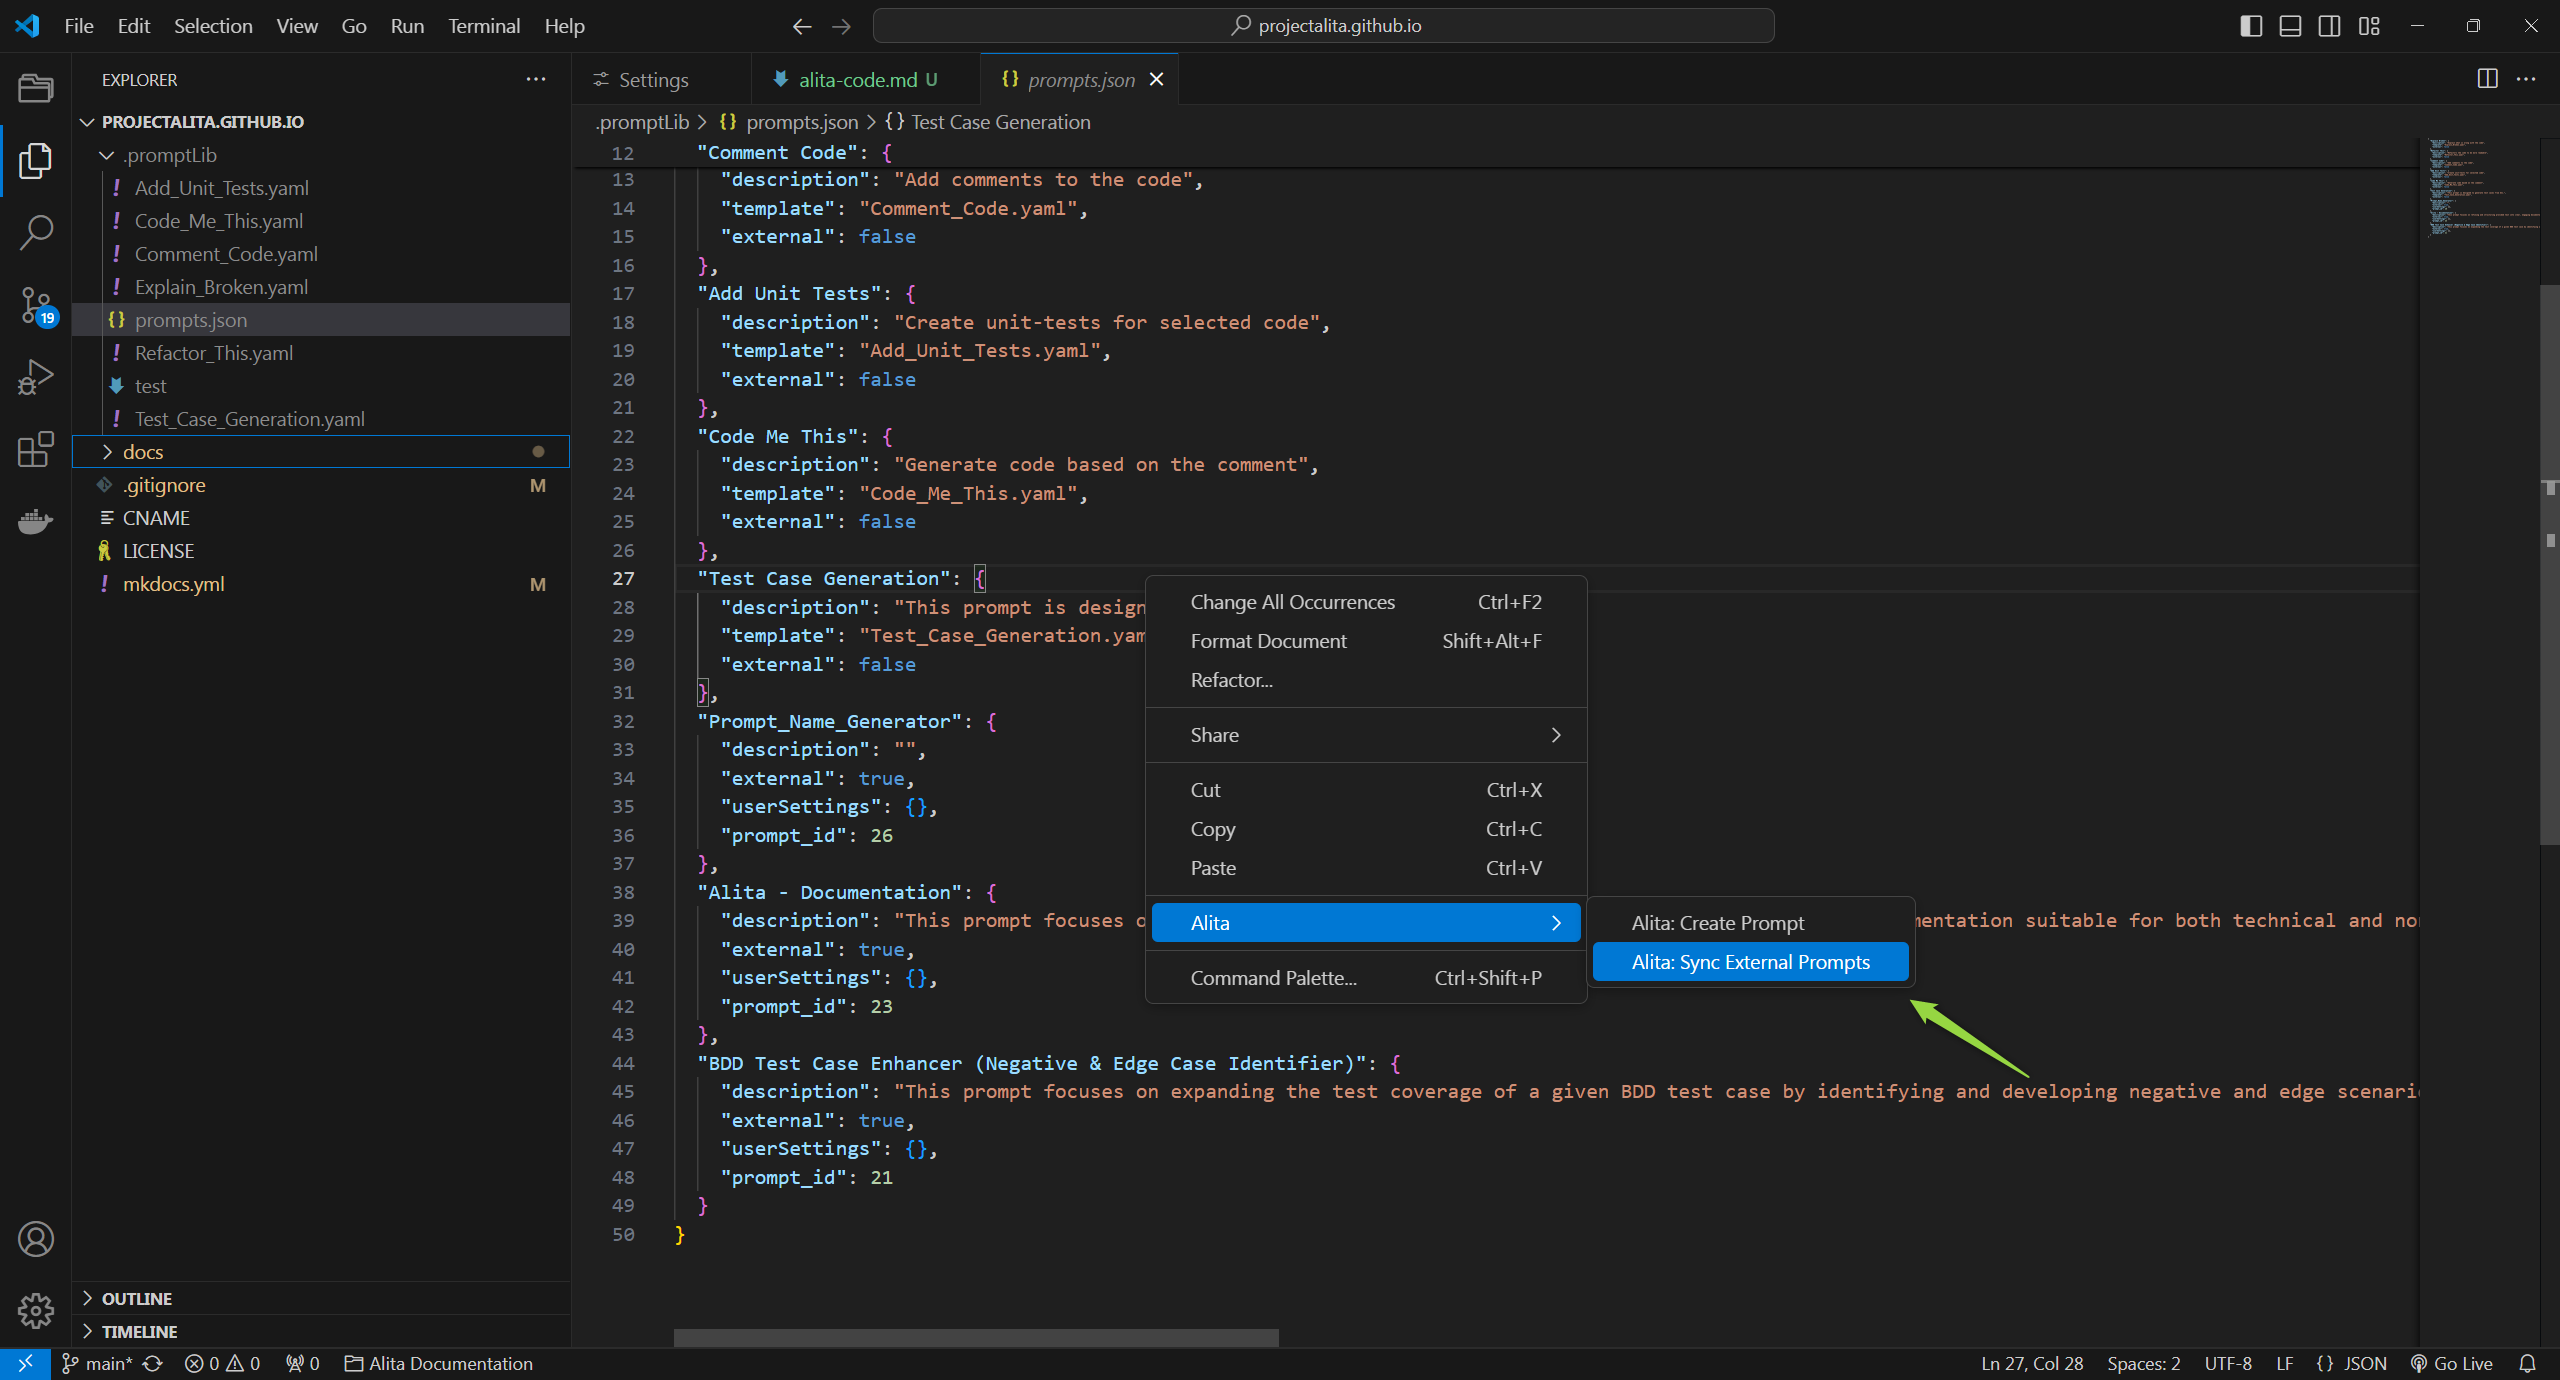 File Edit Selection View Go Run Terminal Help
projectalita.github.io
EXPLORER
PROJECTALITA.GITHUB.IO
.promptLib
Add_Unit_Tests.yaml
Code_Me_This.yaml
Comment_Code.yaml
Explain_Broken.yaml
prompts.json
Refactor_This.yaml
test
Test_Case_Generation.yaml
docs
.gitignore M
CNAME
LICENSE
mkdocs.yml M
OUTLINE
TIMELINE
19
Settings alita-code.md U {} prompts.json
.promptLib > {} prompts.json > {} Test Case Generation
12 "Comment Code": {
13 "description": "Add comments to the code",
14 "template": "Comment_Code.yaml",
15 "external": false
16 },
17 "Add Unit Tests": {
18 "description": "Create unit-tests for selected code",
19 "template": "Add_Unit_Tests.yaml",
20 "external": false
21 },
22 "Code Me This": {
23 "description": "Generate code based on the comment",
24 "template": "Code_Me_This.yaml",
25 "external": false
26 },
27 "Test Case Generation": {
28 "description": "This prompt is design
29 "template": "Test_Case_Generation.yam
30 "external": false
31 },
32 "Prompt_Name_Generator": {
33 "description": "",
34 "external": true,
35 "userSettings": {},
36 "prompt_id": 26
37 },
38 "Alita - Documentation": {
39 "description": "This prompt focuses o mentation suitable for both technical and no
40 "external": true,
41 "userSettings": {},
42 "prompt_id": 23
43 },
44 "BDD Test Case Enhancer (Negative & Edge Case Identifier)": {
45 "description": "This prompt focuses on expanding the test coverage of a given BDD test case by identifying and developing negative and edge scenari
46 "external": true,
47 "userSettings": {},
48 "prompt_id": 21
49 }
50 }
Change All Occurrences Ctrl+F2
Format Document Shift+Alt+F
Refactor...
Share
Cut Ctrl+X
Copy Ctrl+C
Paste Ctrl+V
Alita
Command Palette... Ctrl+Shift+P
Alita: Create Prompt
Alita: Sync External Prompts
main* 0 0 0 Alita Documentation
Ln 27, Col 28 Spaces: 2 UTF-8 LF {} JSON Go Live